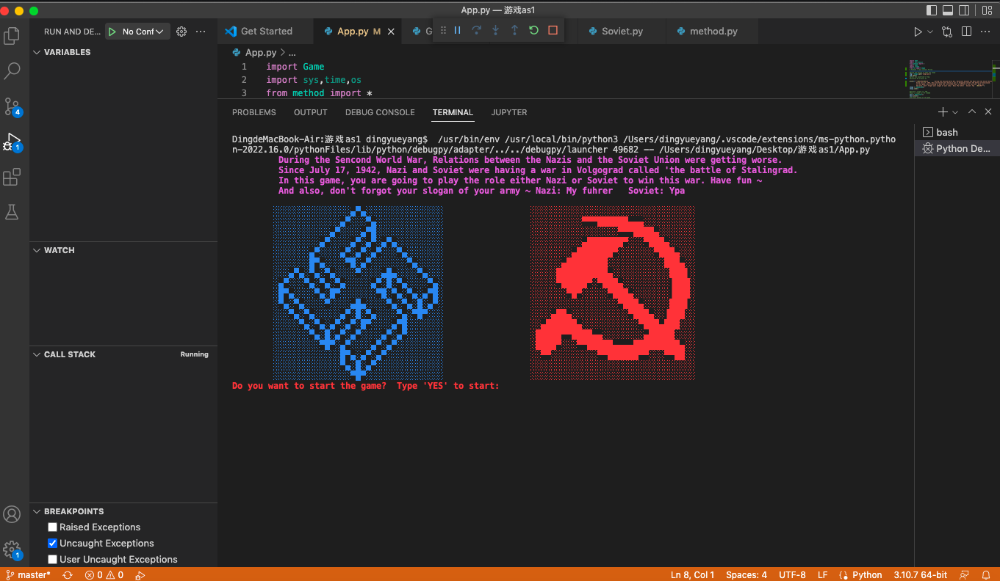 App.py — 游戏as1
RUN AND DE... No Conf
Get Started
App.py M
G
Soviet.py
method.py
VARIABLES
App.py > ...
1 import Game
2 import sys,time,os
3 from method import *
PROBLEMS OUTPUT DEBUG CONSOLE TERMINAL JUPYTER
bash
Python De...
DingdeMacBook-Air:游戏as1 dingyueyang$  /usr/bin/env /usr/local/bin/python3 /Users/dingyueyang/.vscode/extensions/ms-python.pytho
n-2022.16.0/pythonFiles/lib/python/debugpy/adapter/../../debugpy/launcher 49682 -- /Users/dingyueyang/Desktop/游戏as1/App.py
During the Sencond World War, Relations between the Nazis and the Soviet Union were getting worse.
Since July 17, 1942, Nazi and Soviet were having a war in Volgograd called 'the battle of Stalingrad.
In this game, you are going to play the role either Nazi or Soviet to win this war. Have fun ~
And also, don't forgot your slogan of your army ~ Nazi: My fuhrer   Soviet: Ypa
Do you want to start the game?  Type 'YES' to start:
WATCH
CALL STACK Running
BREAKPOINTS
Raised Exceptions
Uncaught Exceptions
User Uncaught Exceptions
4
1
1
master* 0 0 Ln 8, Col 1 Spaces: 4 UTF-8 LF Python 3.10.7 64-bit